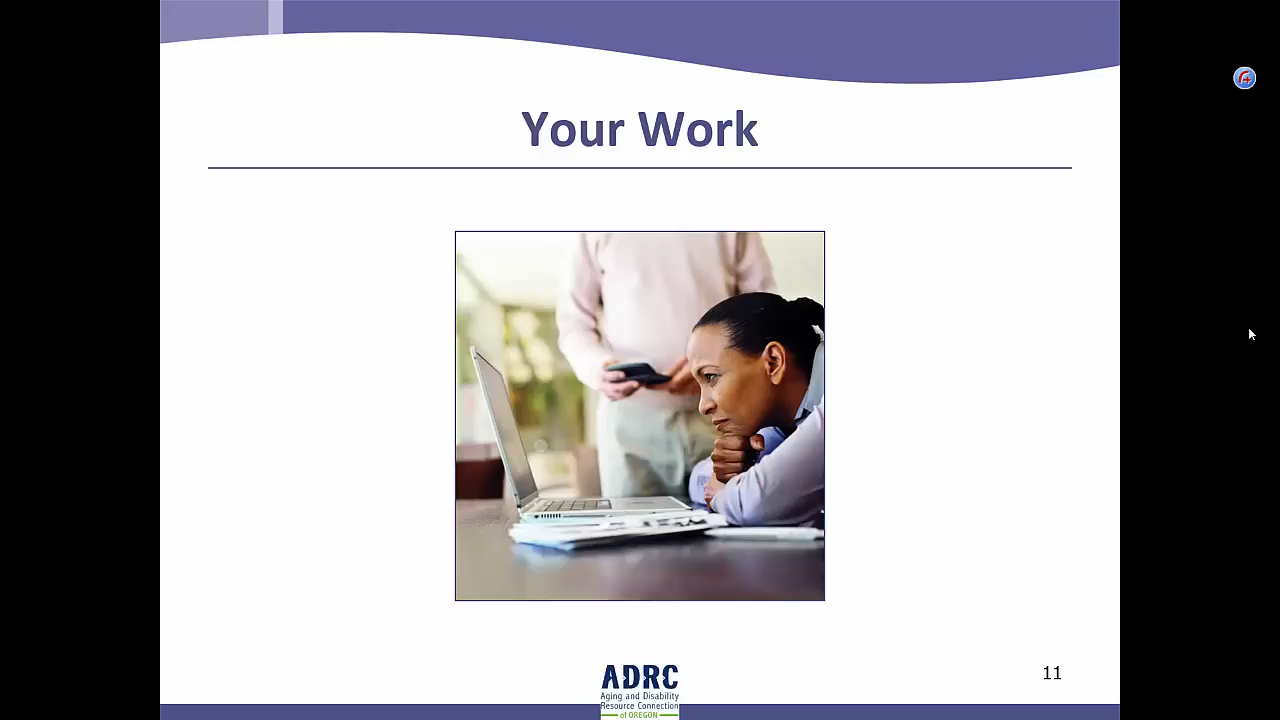 Your Work
ADRC
Aging and Disability
Resource Connection
of OREGON
11